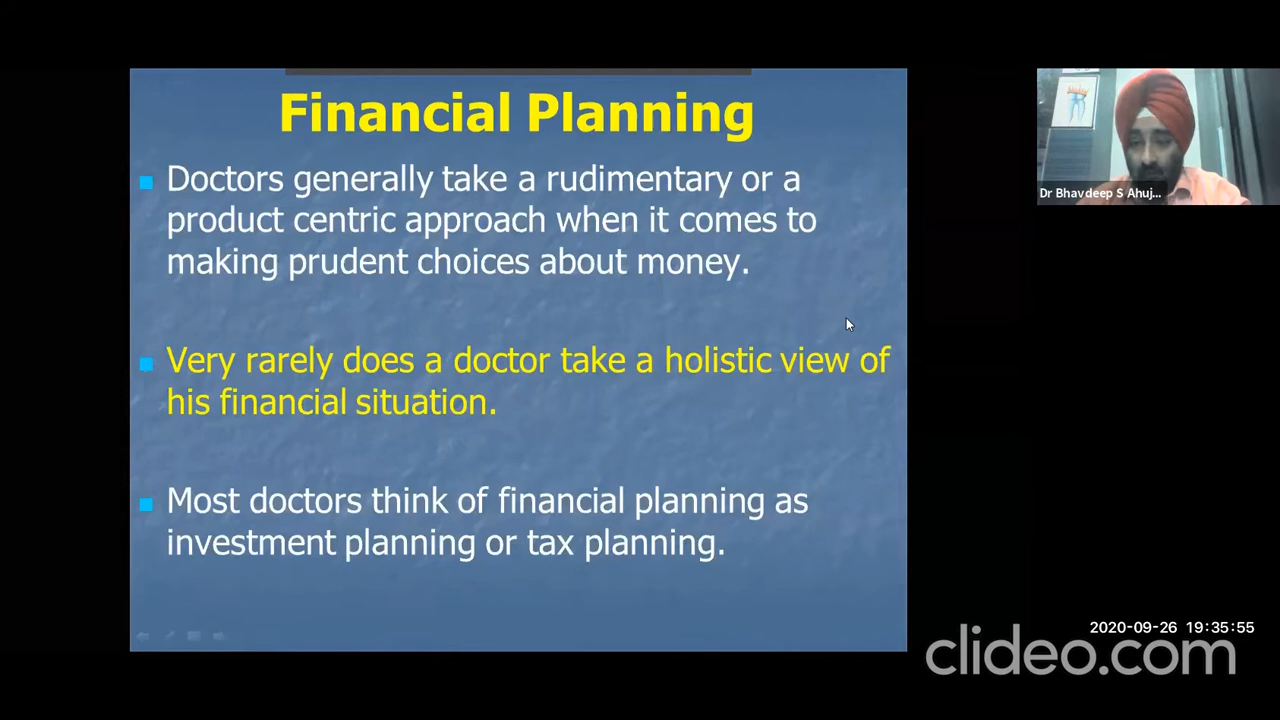 Financial Planning
Doctors generally take a rudimentary or a
product centric approach when it comes to
making prudent choices about money.
Very rarely does a doctor take a holistic view of
his financial situation.
Most doctors think of financial planning as
investment planning or tax planning.
Dr Bhavdeep S Ahuj...
2020-09-26 19:35:55
clideo.com